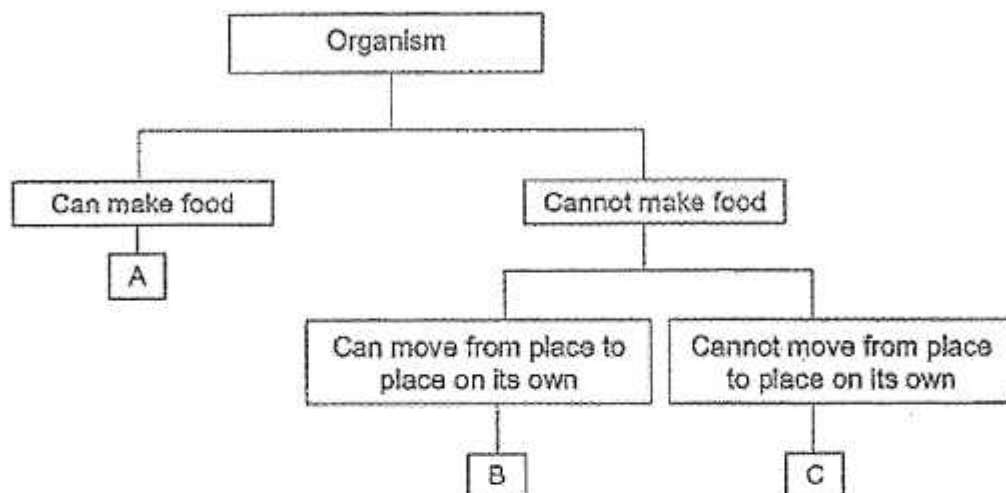 Organism
Can make food
Cannot make food
A
Can move from place to
place on its own
Cannot move from place
to place on its own
B
C